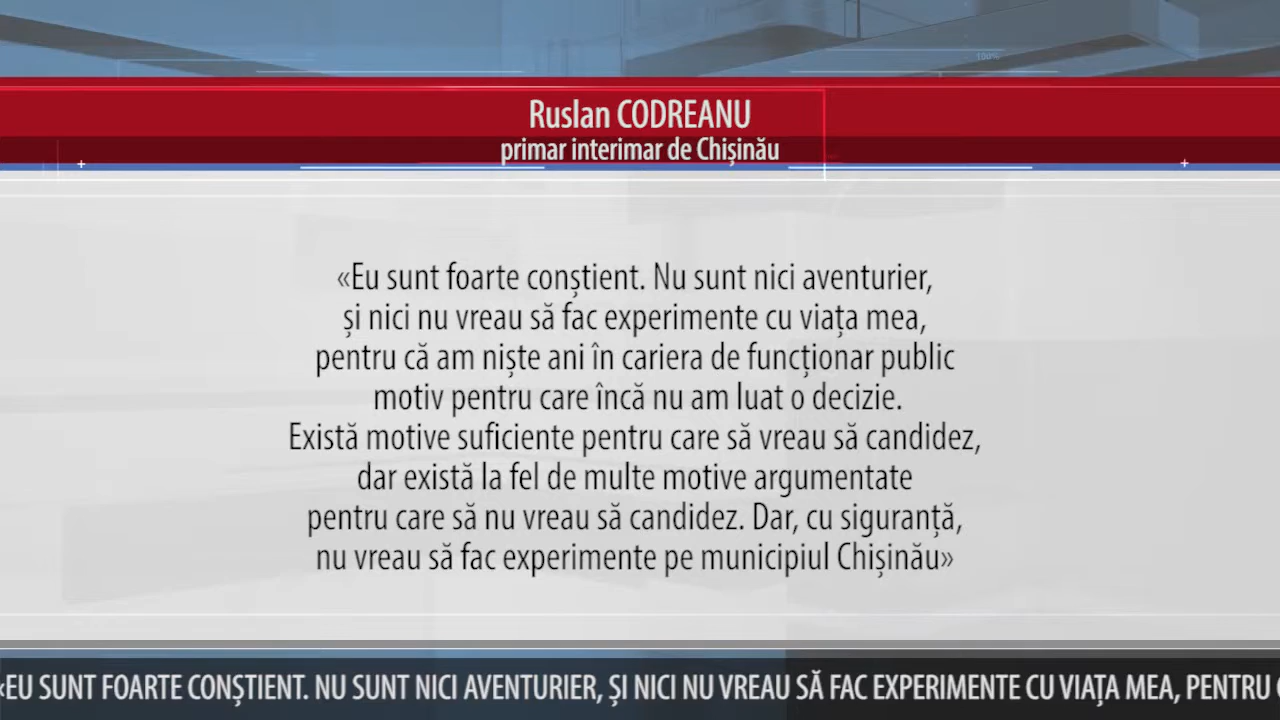 100%
Ruslan CODREANU
primar interimar de Chișinău
«Eu sunt foarte conștient. Nu sunt nici aventurier,
și nici nu vreau să fac experimente cu viața mea,
pentru că am niște ani în cariera de funcționar public
motiv pentru care încă nu am luat o decizie.
Există motive suficiente pentru care să vreau să candidez,
dar există la fel de multe motive argumentate
pentru care să nu vreau să candidez. Dar, cu siguranță,
nu vreau să fac experimente pe municipiul Chișinău»
«EU SUNT FOARTE CONȘTIENT. NU SUNT NICI AVENTURIER, ȘI NICI NU VREAU SĂ FAC EXPERIMENTE CU VIAȚA MEA, PENTRU